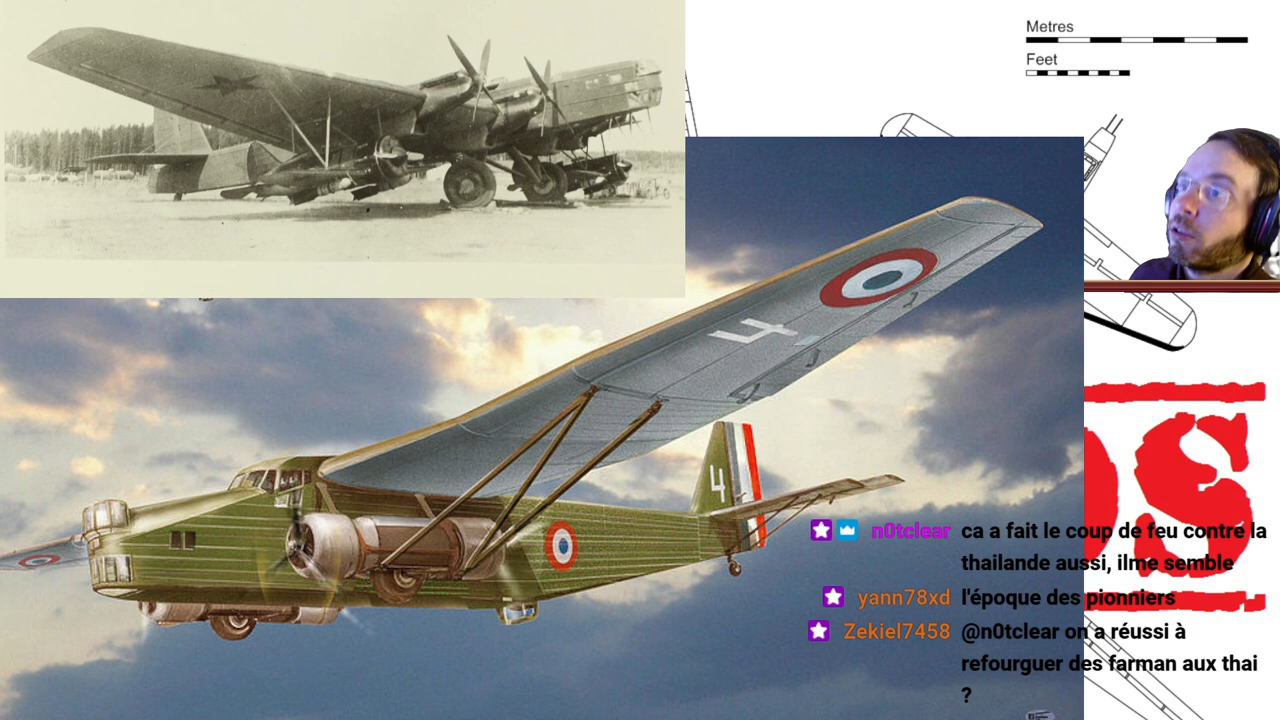 Metres
Feet
4
4
OS
n0tclear ca a fait le coup de feu contre la
thailande aussi, ilme semble
yann78xd l'époque des pionniers
Zekiel7458 @n0tclear on a réussi à
refourguer des farman aux thai
?